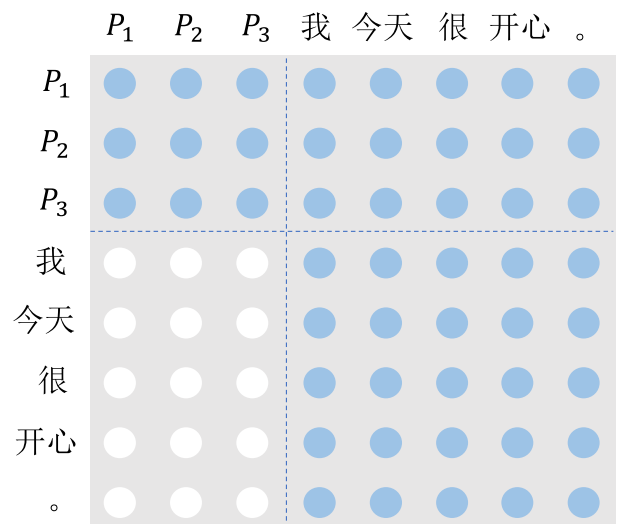 P₁ P₂ P₃ 我 今天 很 开心 。
P₁
P₂
P₃
我
今天
很
开心
。